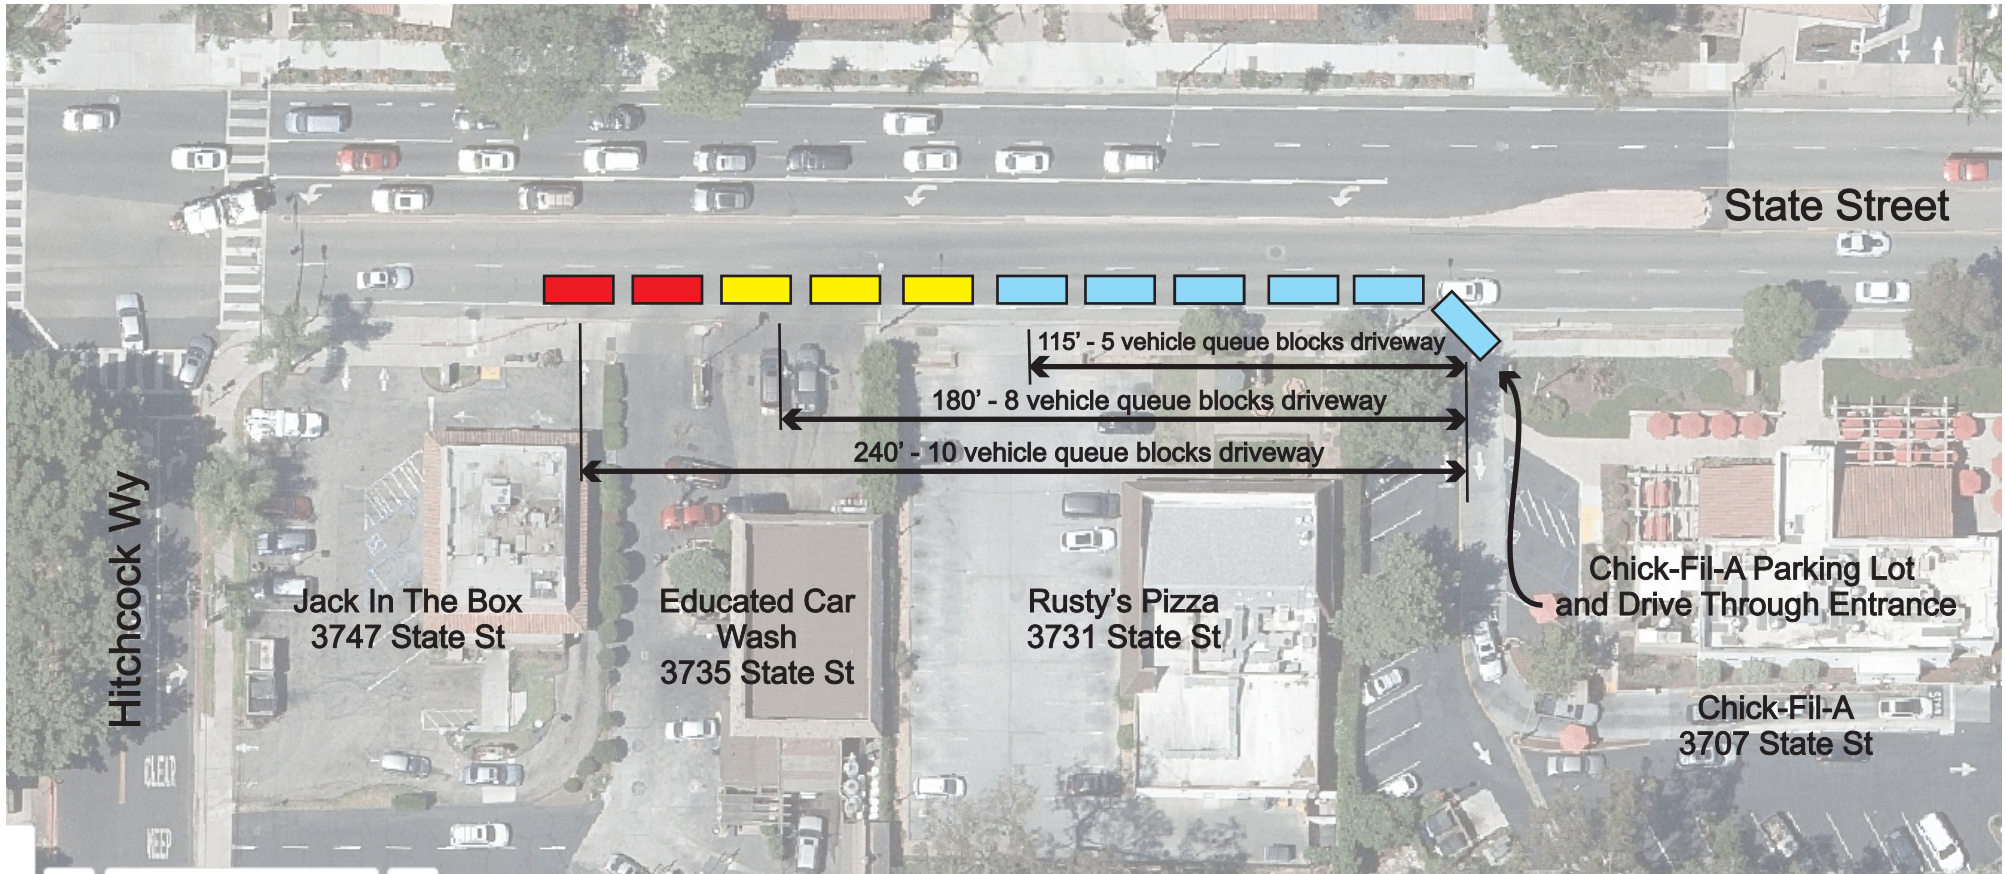 State Street
115’ - 5 vehicle queue blocks driveway
180’ - 8 vehicle queue blocks driveway
240’ - 10 vehicle queue blocks driveway
Hitchcock Wy
Jack In The Box
3747 State St
Educated Car
Wash
3735 State St
Rusty’s Pizza
3731 State St
Chick-Fil-A Parking Lot
and Drive Through Entrance
Chick-Fil-A
3707 State St
CLEAR
KEEP